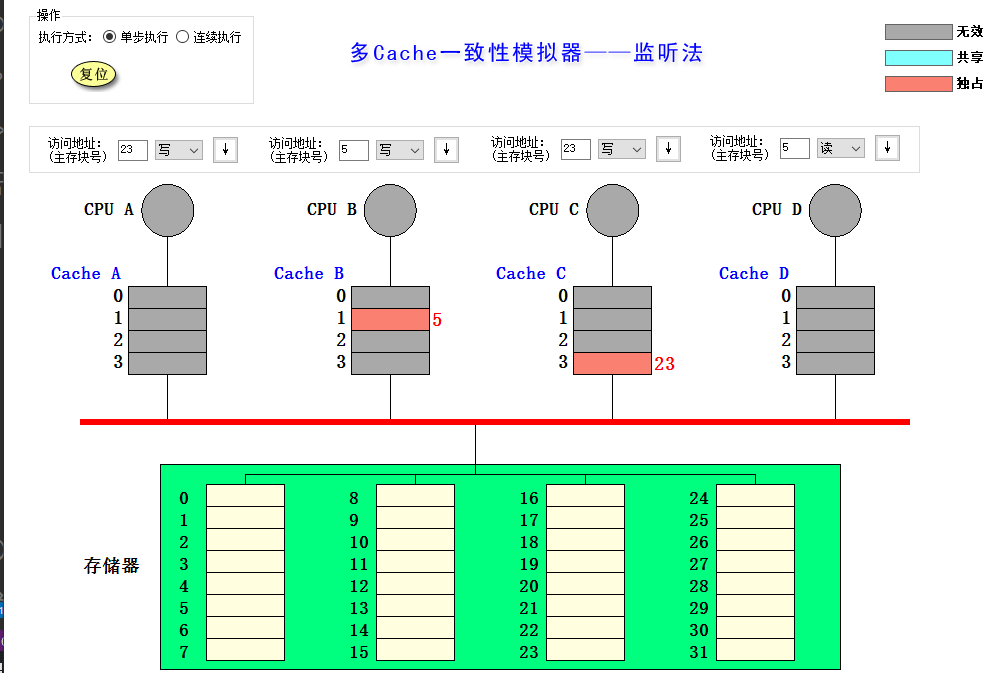 操作
执行方式： 单步执行 连续执行
复位
多Cache一致性模拟器——监听法
无效
共享
独占
访问地址：
（主存块号） 23 写 ↓
访问地址：
（主存块号） 5 写 ↓
访问地址：
（主存块号） 23 写 ↓
访问地址：
（主存块号） 5 读 ↓
CPU A CPU B CPU C CPU D
Cache A Cache B Cache C Cache D
0 0 0 0
1 1 5 1 1
2 2 2 2
3 3 3 23 3
存储器
0 8 16 24
1 9 17 25
2 10 18 26
3 11 19 27
4 12 20 28
5 13 21 29
6 14 22 30
7 15 23 31